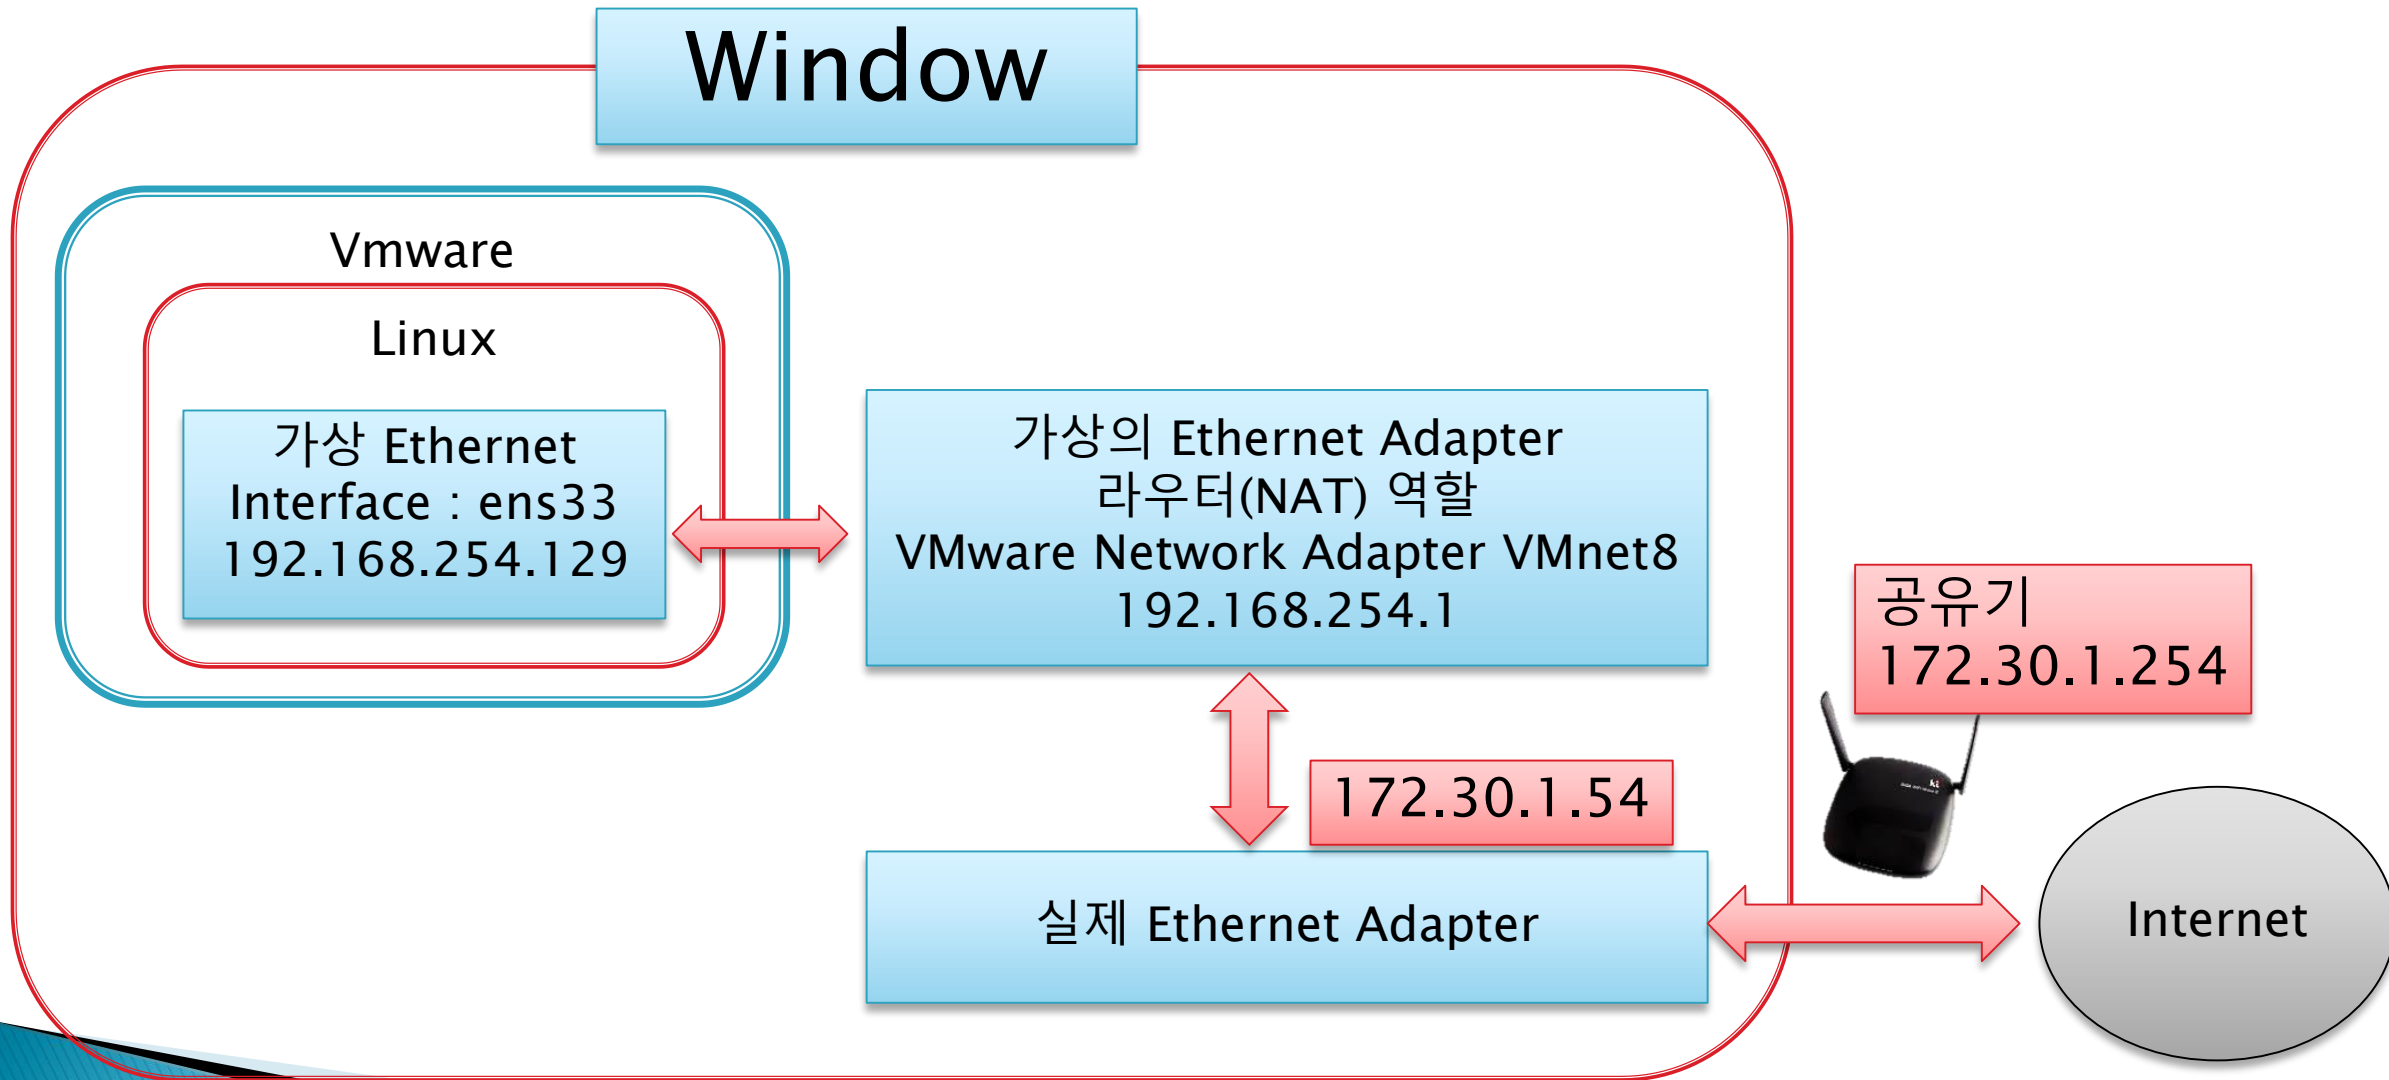 Window
Vmware
Linux
가상 Ethernet
Interface : ens33
192.168.254.129
가상의 Ethernet Adapter
라우터(NAT) 역할
VMware Network Adapter VMnet8
192.168.254.1
공유기
172.30.1.254
172.30.1.54
실제 Ethernet Adapter
Internet
kt